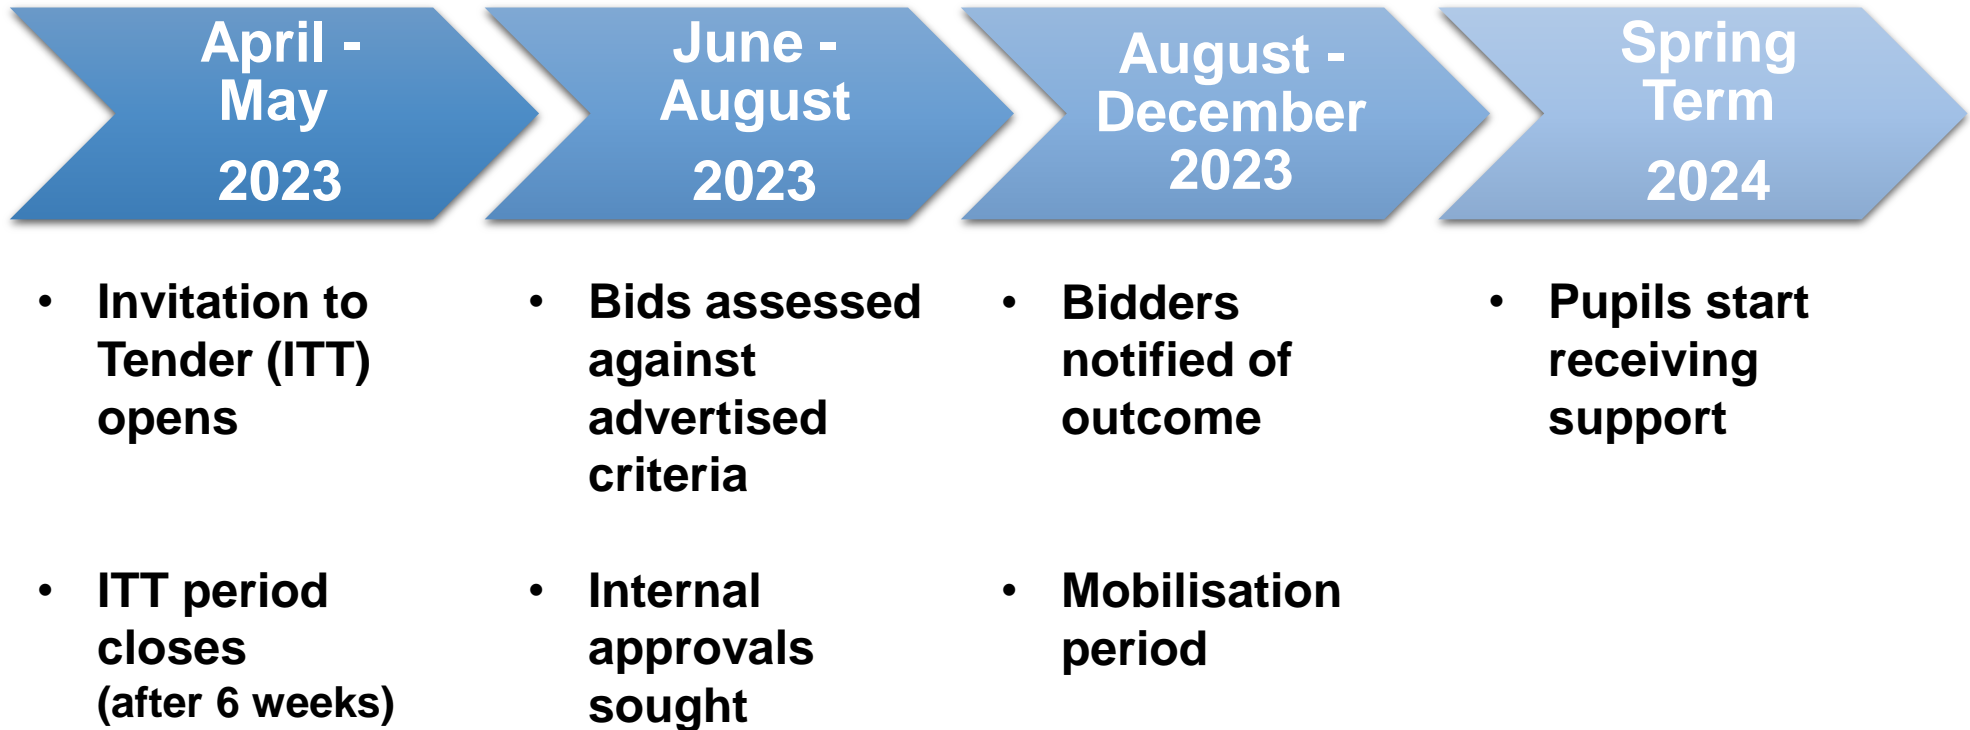 April -
May
2023
June -
August
2023
August -
December
2023
Spring
Term
2024
• Invitation to
Tender (ITT)
opens
• ITT period
closes
(after 6 weeks)
• Bids assessed
against
advertised
criteria
• Internal
approvals
sought
• Bidders
notified of
outcome
• Mobilisation
period
• Pupils start
receiving
support